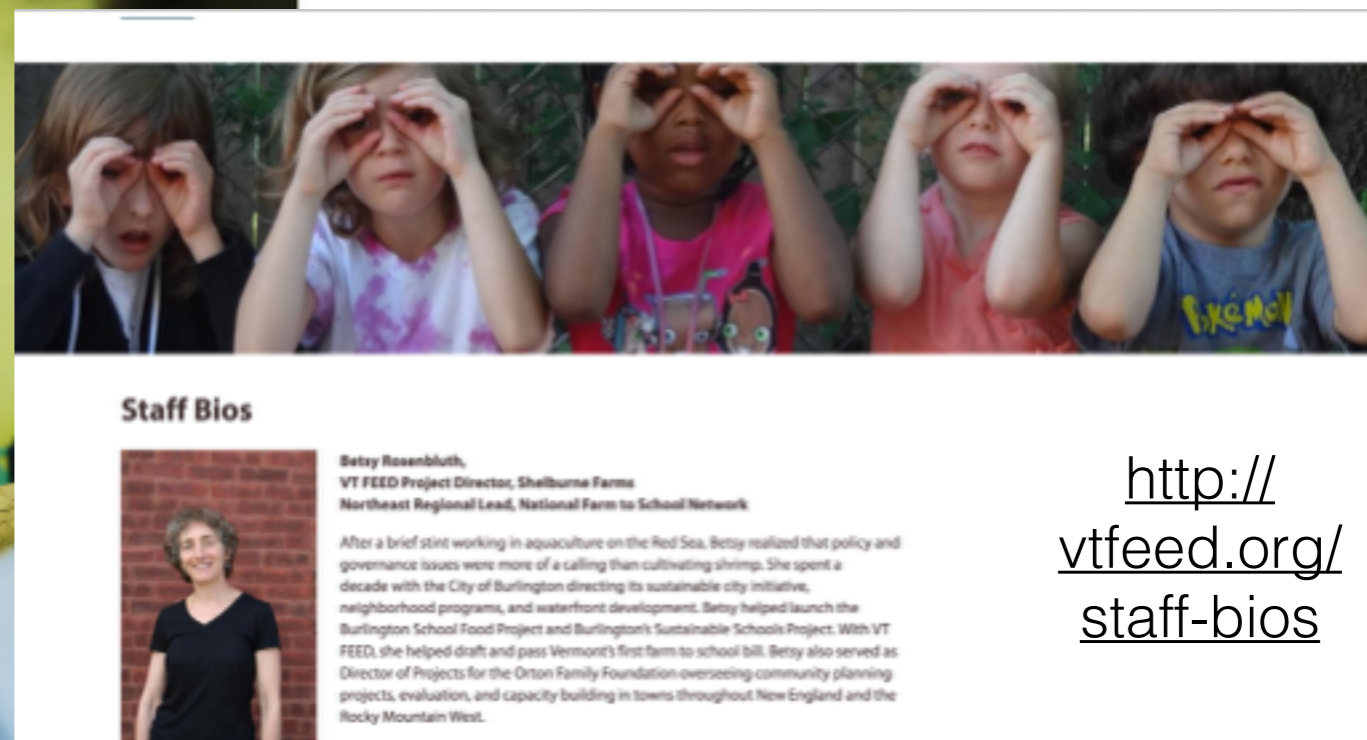 POKéMON
Staff Bios
Betsy Rosenbluth,
VT FEED Project Director, Shelburne Farms
Northeast Regional Lead, National Farm to School Network
After a brief stint working in aquaculture on the Red Sea, Betsy realized that policy and
governance issues were more of a calling than cultivating shrimp. She spent a
decade with the City of Burlington directing its sustainable city initiative,
neighborhood programs, and waterfront development. Betsy helped launch the
Burlington School Food Project and Burlington's Sustainable Schools Project. With VT
FEED, she helped draft and pass Vermont's first farm to school bill. Betsy also served as
Director of Projects for the Orton Family Foundation overseeing community planning
projects, evaluation, and capacity building in towns throughout New England and the
Rocky Mountain West.
http://
vtfeed.org/
staff-bios